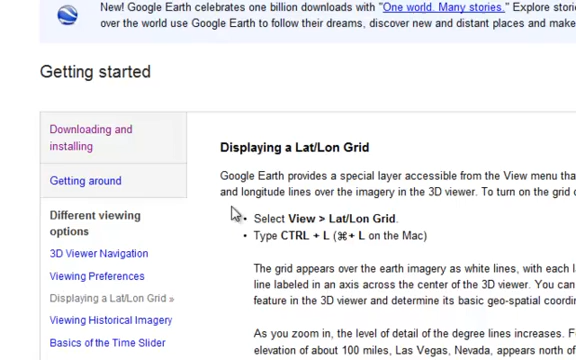 New! Google Earth celebrates one billion downloads with "One world. Many stories." Explore
over the world use Google Earth to follow their dreams, discover new and distant places and make
Getting started
Downloading and
installing
Getting around
Different viewing
options
3D Viewer Navigation
Viewing Preferences
Displaying a Lat/Lon Grid »
Viewing Historical Imagery
Basics of the Time Slider
Displaying a Lat/Lon Grid
Google Earth provides a special layer accessible from the View menu
and longitude lines over the imagery in the 3D viewer. To turn on the grid
• Select View > Lat/Lon Grid.
• Type CTRL + L (⌘+ L on the Mac)
The grid appears over the earth imagery as white lines, with each
line labeled in an axis across the center of the 3D viewer. You can
feature in the 3D viewer and determine its basic geo-spatial
As you zoom in, the level of detail of the degree lines increases.
elevation of about 100 miles, Las Vegas, Nevada, appears north